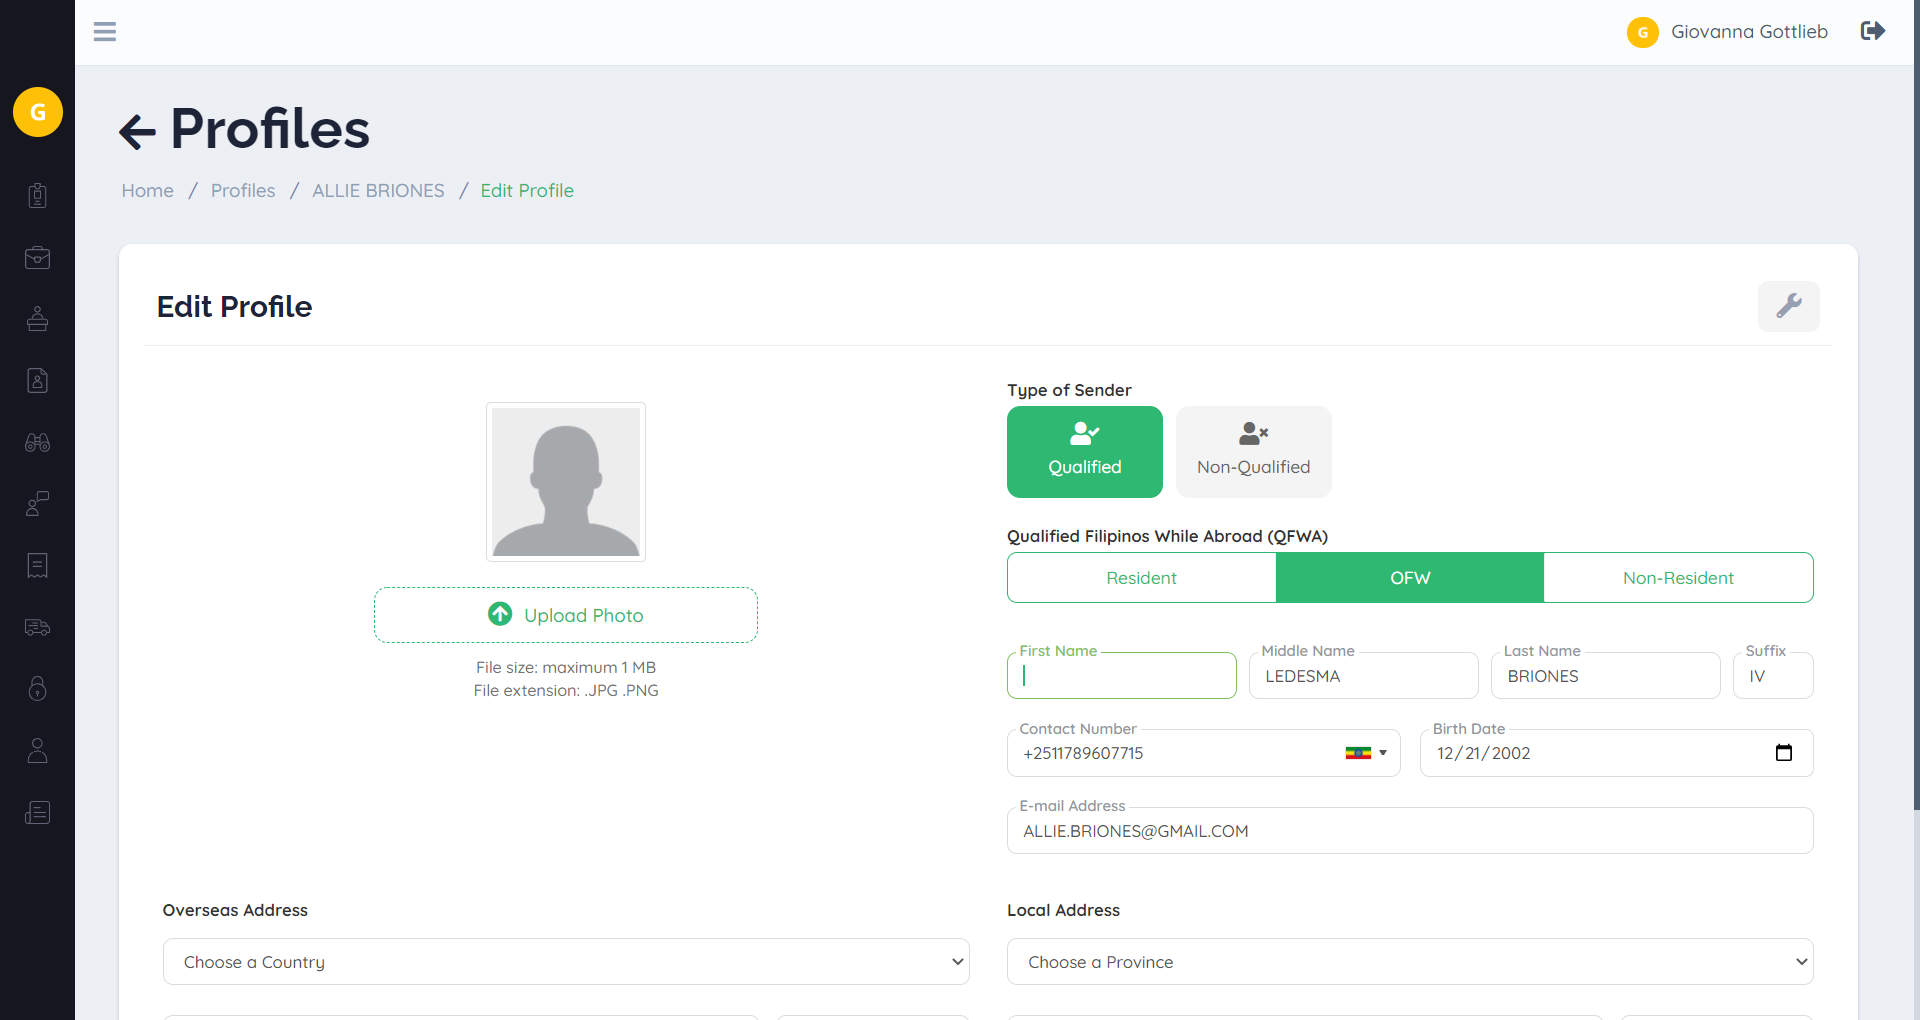 G Giovanna Gottlieb
G
Profiles
Home / Profiles / ALLIE BRIONES / Edit Profile
Edit Profile
Upload Photo
File size: maximum 1 MB
File extension: .JPG .PNG
Type of Sender
Qualified
Non-Qualified
Qualified Filipinos While Abroad (QFWA)
Resident
OFW
Non-Resident
First Name
Middle Name
LEDESMA
Last Name
BRIONES
Suffix
IV
Contact Number
+2511789607715
Birth Date
12/21/2002
E-mail Address
ALLIE.BRIONES@GMAIL.COM
Overseas Address
Choose a Country
Local Address
Choose a Province